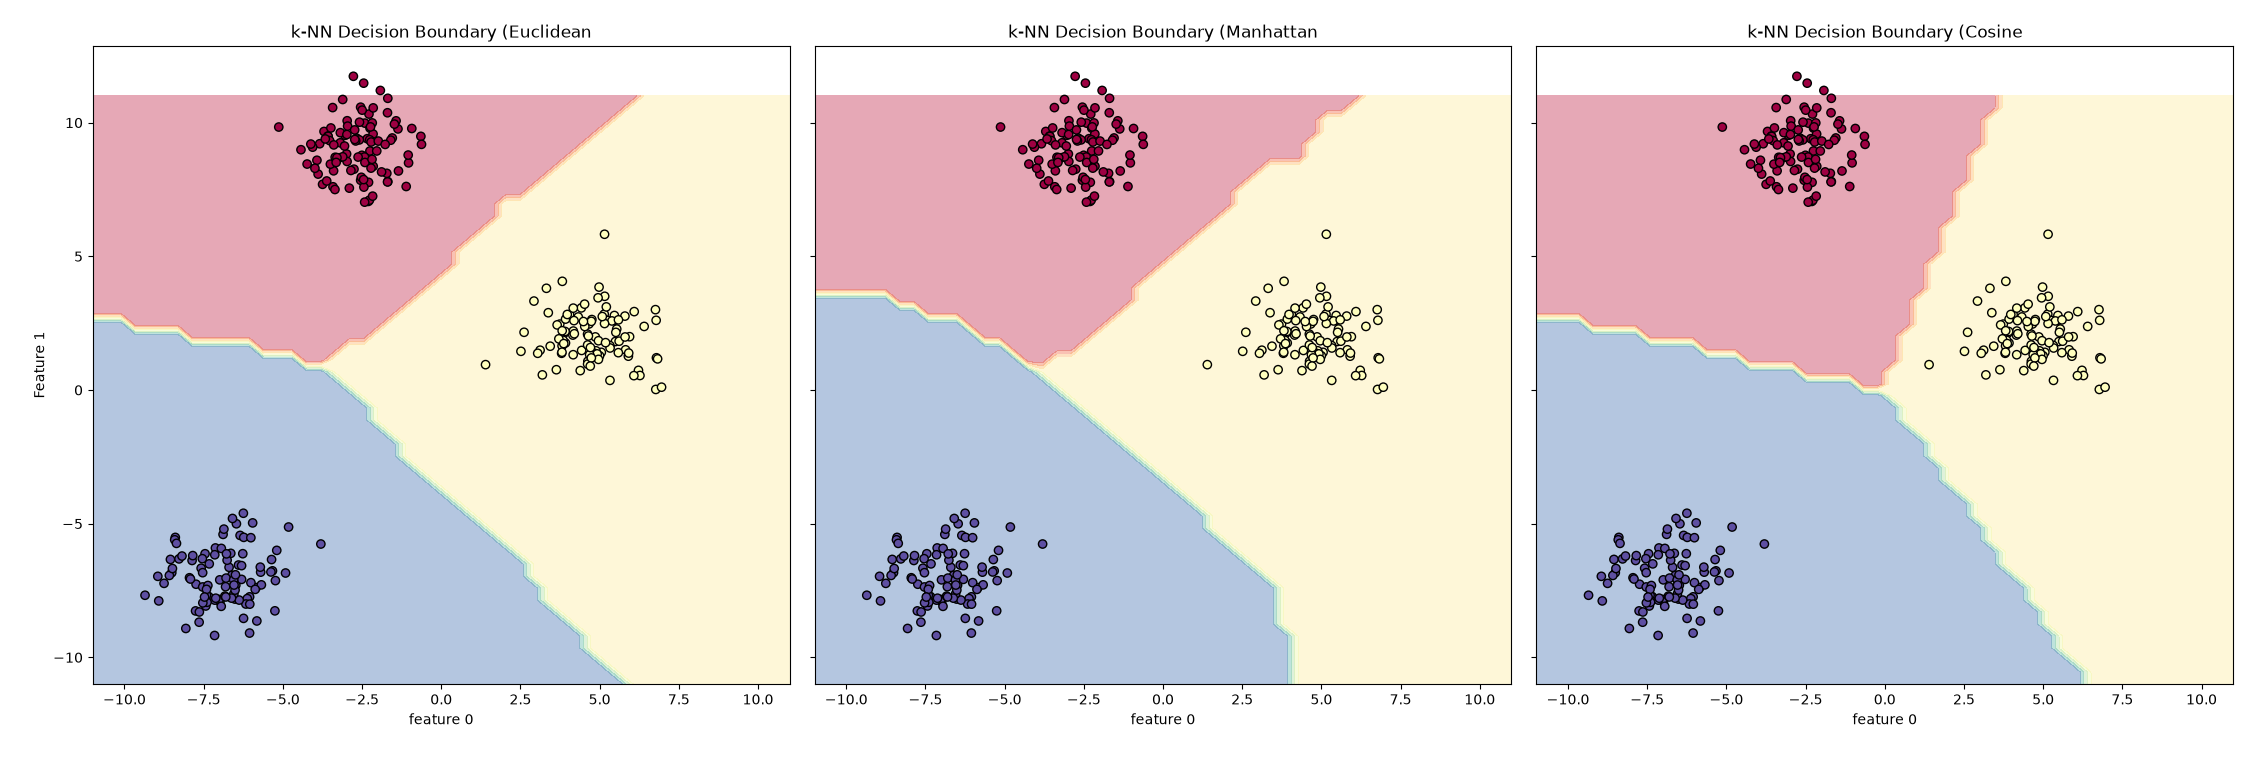 k-NN Decision Boundary (Euclidean
k-NN Decision Boundary (Manhattan
k-NN Decision Boundary (Cosine
Feature 1
10
5
0
−5
−10
−10.0 −7.5 −5.0 −2.5 0.0 2.5 5.0 7.5 10.0
feature 0
−10.0 −7.5 −5.0 −2.5 0.0 2.5 5.0 7.5 10.0
feature 0
−10.0 −7.5 −5.0 −2.5 0.0 2.5 5.0 7.5 10.0
feature 0